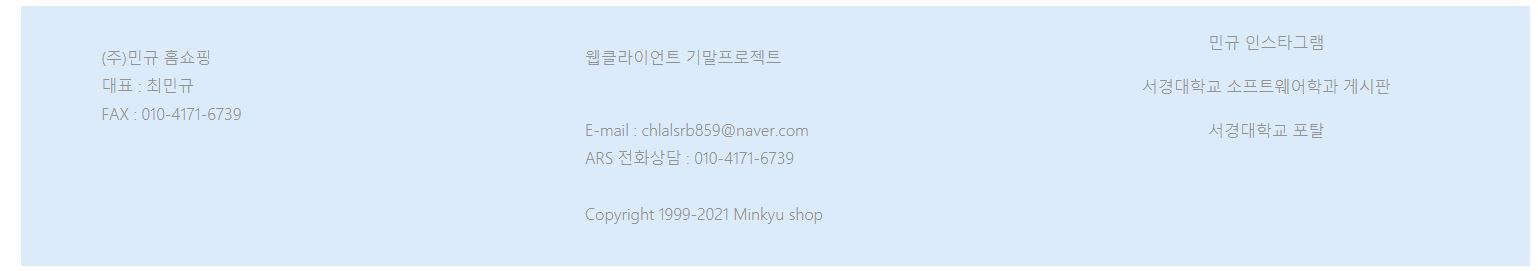 (주)민규 홈쇼핑
대표 : 최민규
FAX : 010-4171-6739
웹클라이언트 기말프로젝트
E-mail : chlalsrb859@naver.com
ARS 전화상담 : 010-4171-6739
Copyright 1999-2021 Minkyu shop
민규 인스타그램
서경대학교 소프트웨어학과 게시판
서경대학교 포탈